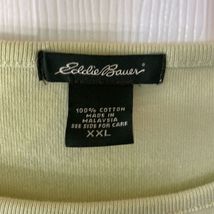 Eddie Bauer
100% COTTON
MADE IN
MALAYSIA
SEE SIDE FOR CARE
XXL